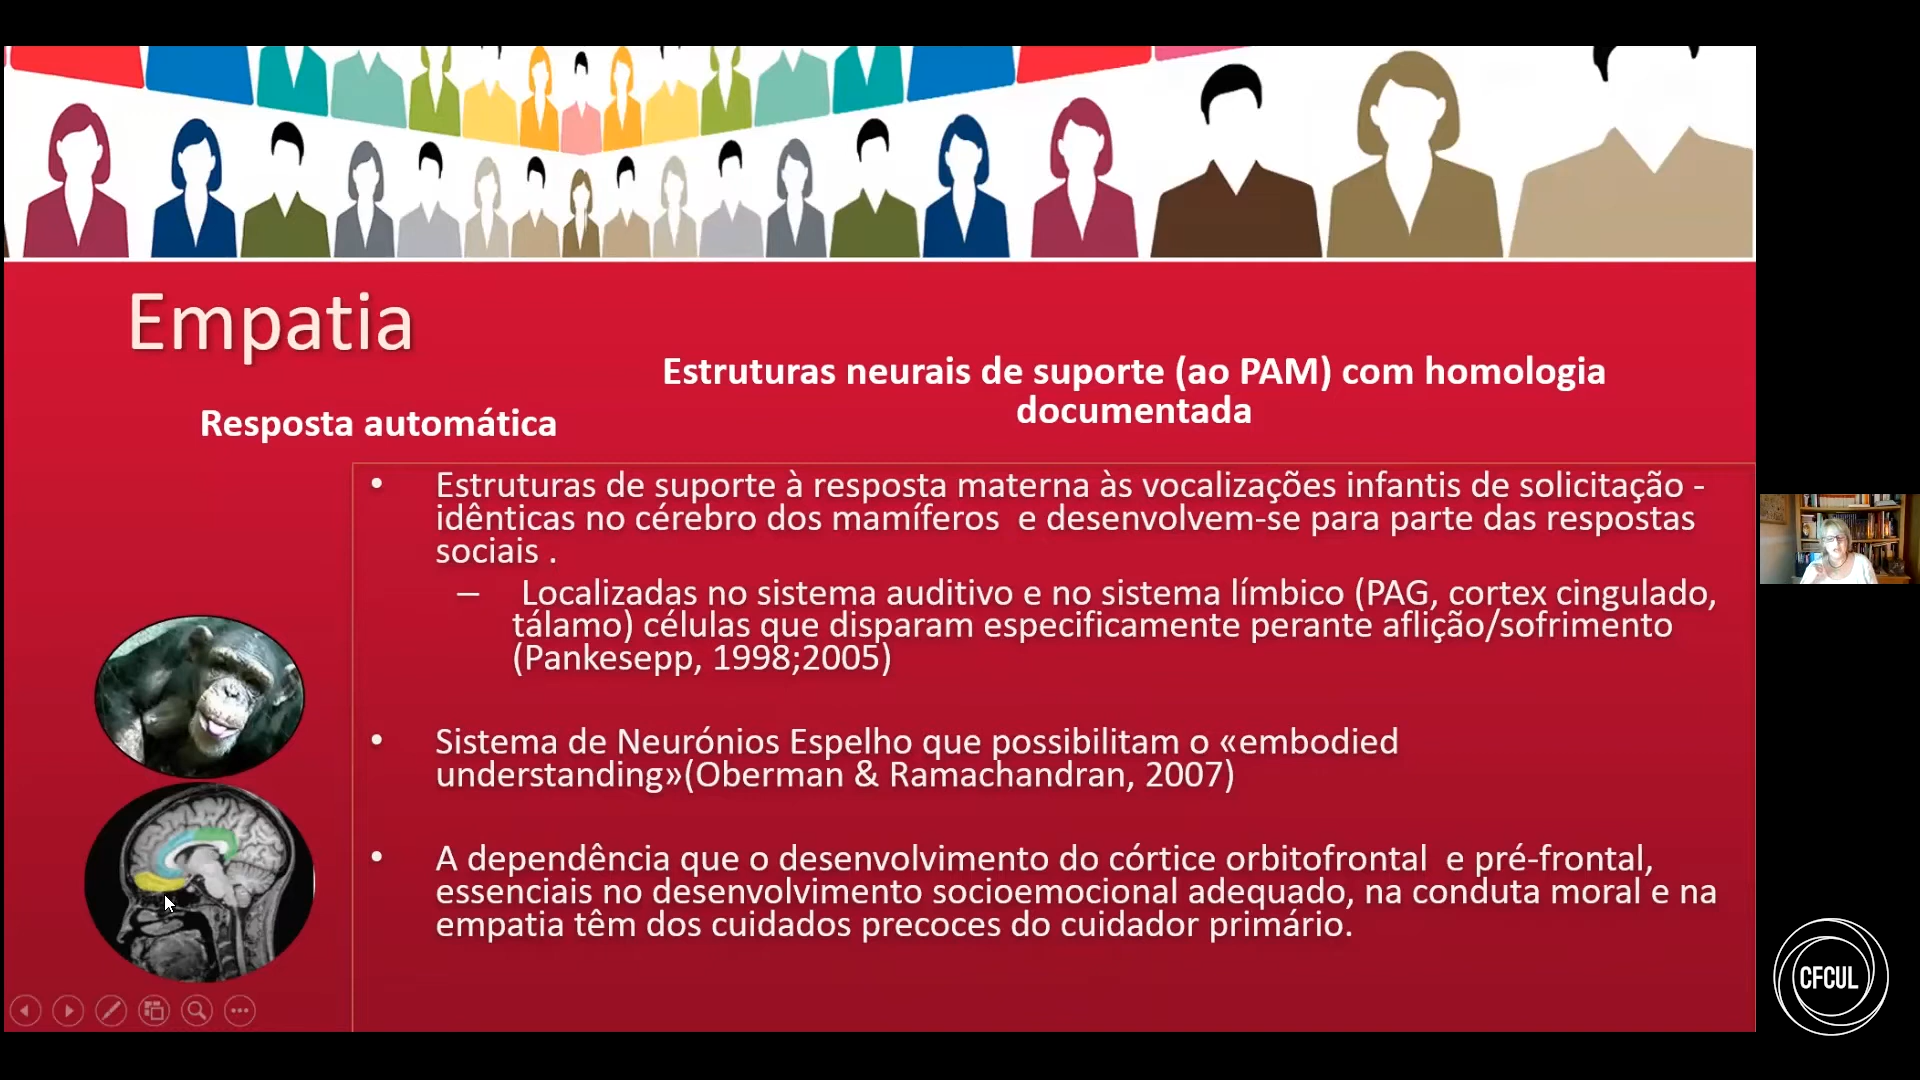 Empatia
Estruturas neurais de suporte (ao PAM) com homologia
documentada
Resposta automática
• Estruturas de suporte à resposta materna às vocalizações infantis de solicitação -
idênticas no cérebro dos mamíferos e desenvolvem-se para parte das respostas
sociais .
– Localizadas no sistema auditivo e no sistema límbico (PAG, cortex cingulado,
tálamo) células que disparam especificamente perante aflição/sofrimento
(Pankesepp, 1998;2005)
• Sistema de Neurónios Espelho que possibilitam o «embodied
understanding»(Oberman & Ramachandran, 2007)
• A dependência que o desenvolvimento do córtice orbitofrontal e pré-frontal,
essenciais no desenvolvimento socioemocional adequado, na conduta moral e na
empatia têm dos cuidados precoces do cuidador primário.
CFCUL